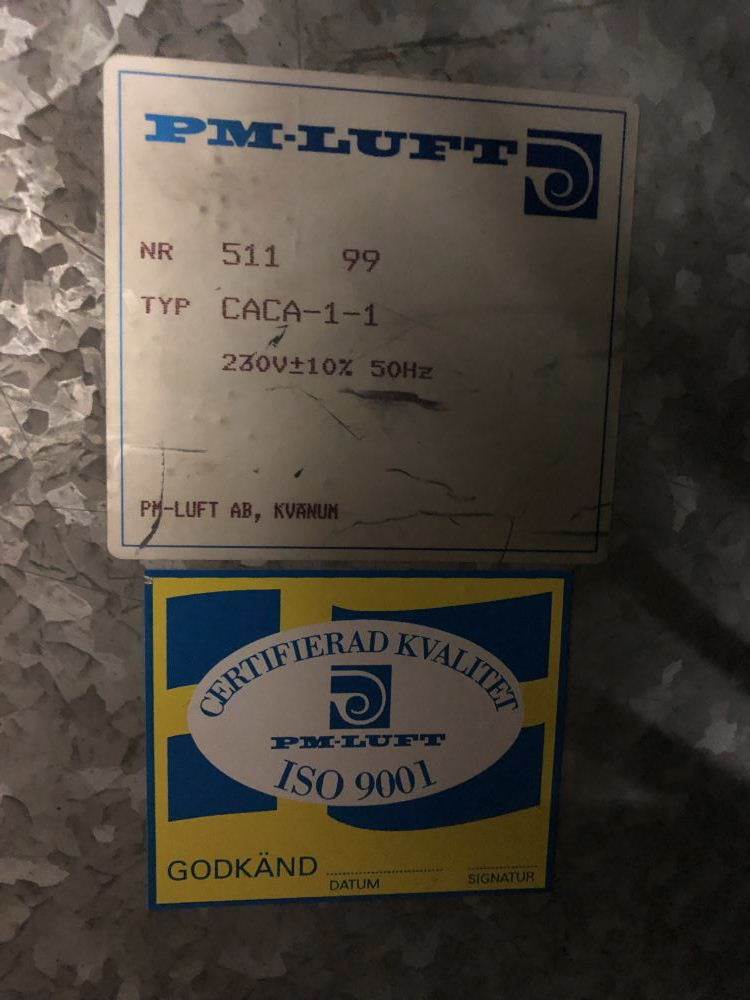 PM-LUFT
NR 511 99
TYP CACA-1-1
230V±10% 50Hz
PM-LUFT AB, KVÄNUM
CERTIFIERAD KVALITET
PM-LUFT
ISO 9001
GODKÄND
DATUM
SIGNATUR